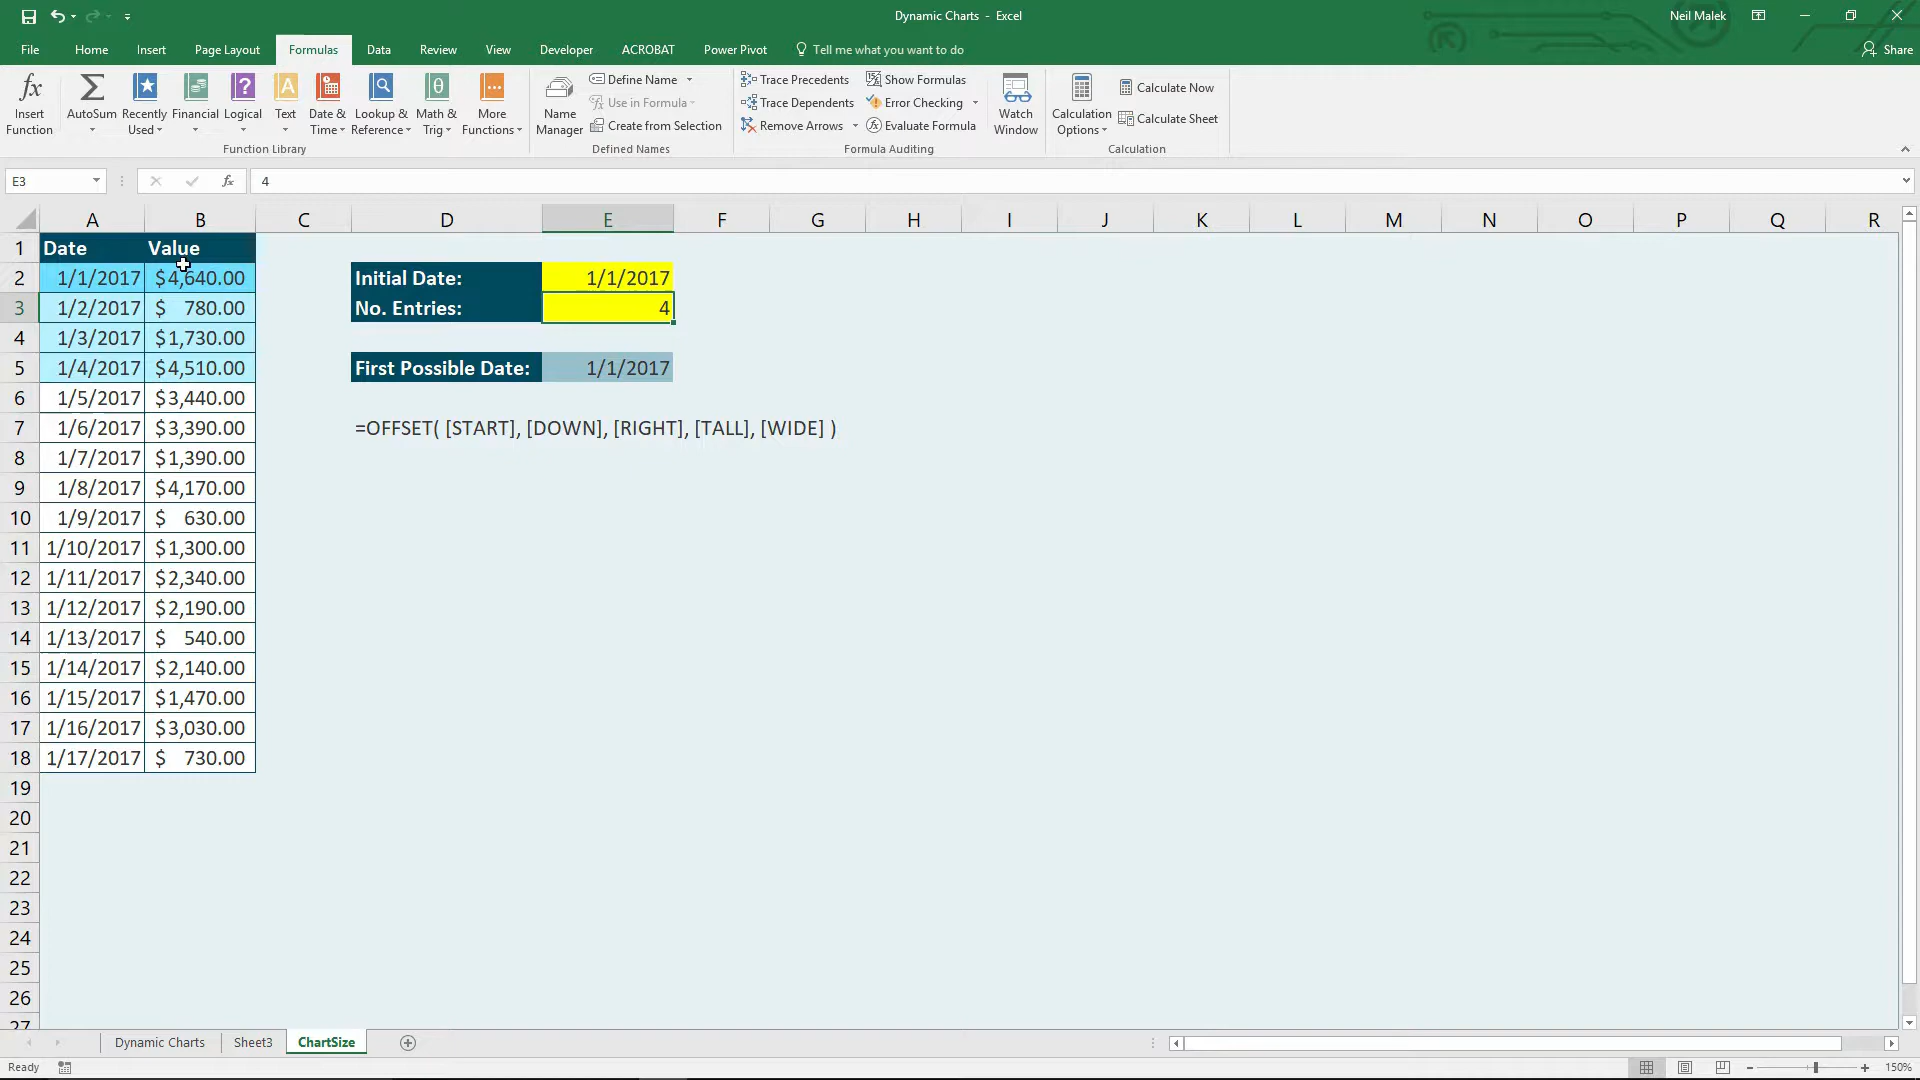 Dynamic Charts - Excel
Neil Malek
File Home Insert Page Layout Formulas Data Review View Developer ACROBAT Power Pivot Tell me what you want to do Share
fx Insert Function
Σ AutoSum
Recently Used
Financial
Logical
Text
Date & Time
Lookup & Reference
Math & Trig
More Functions
Function Library
Name Manager
Define Name
Use in Formula
Create from Selection
Defined Names
Trace Precedents
Trace Dependents
Remove Arrows
Show Formulas
Error Checking
Evaluate Formula
Formula Auditing
Watch Window
Calculation Options
Calculate Now
Calculate Sheet
Calculation
E3 fx 4
A B C D E F G H I J K L M N O P Q R
1 Date Value
2 1/1/2017 $4,640.00 Initial Date: 1/1/2017
3 1/2/2017 $ 780.00 No. Entries: 4
4 1/3/2017 $1,730.00
5 1/4/2017 $4,510.00 First Possible Date: 1/1/2017
6 1/5/2017 $3,440.00
7 1/6/2017 $3,390.00 =OFFSET( [START], [DOWN], [RIGHT], [TALL], [WIDE] )
8 1/7/2017 $1,390.00
9 1/8/2017 $4,170.00
10 1/9/2017 $ 630.00
11 1/10/2017 $1,300.00
12 1/11/2017 $2,340.00
13 1/12/2017 $2,190.00
14 1/13/2017 $ 540.00
15 1/14/2017 $2,140.00
16 1/15/2017 $1,470.00
17 1/16/2017 $3,030.00
18 1/17/2017 $ 730.00
19
20
21
22
23
24
25
26
27
Dynamic Charts Sheet3 ChartSize
Ready 150%